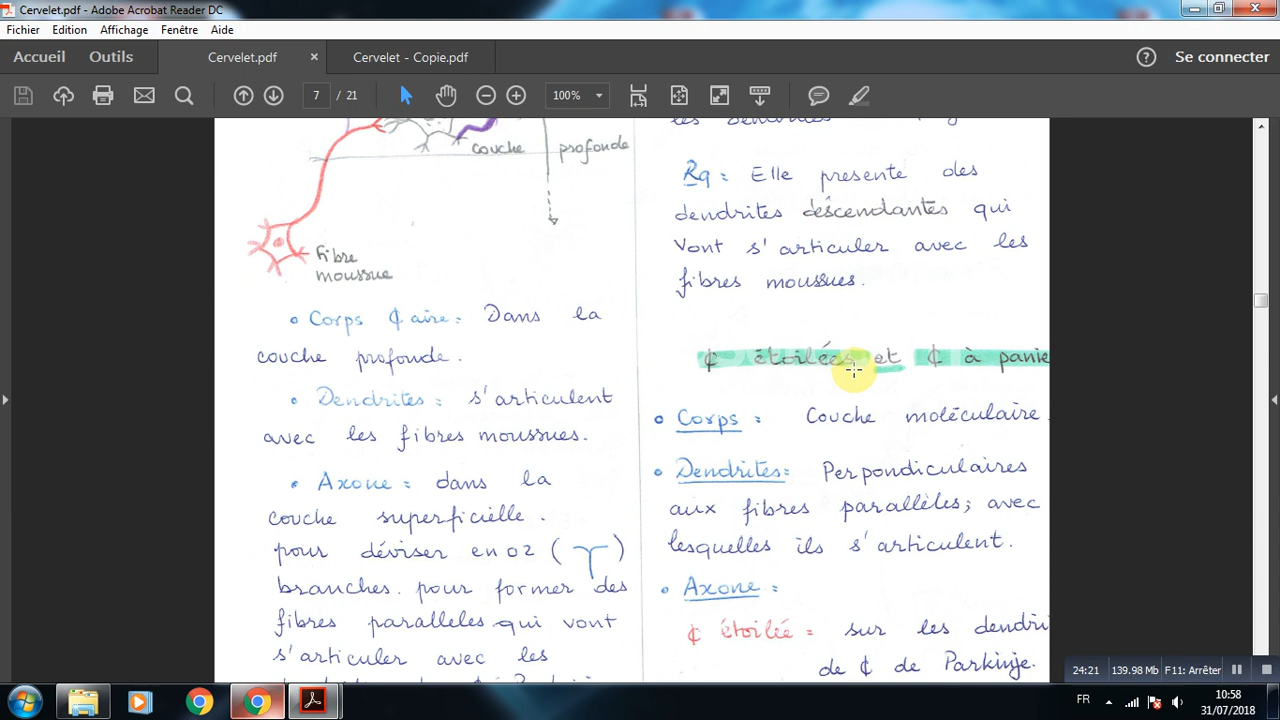 Cervelet.pdf - Adobe Acrobat Reader DC
Fichier Edition Affichage Fenêtre Aide
Accueil Outils Cervelet.pdf × Cervelet - Copie.pdf ? Se connecter
7 / 21 100%
couche profonde
Fibre
moussue
• Corps ₵aire : Dans la
couche profonde.
• Dendrites : s'articulent
avec les fibres moussues.
• Axone : dans la
couche superficielle.
pour déviser en 02 ( T )
branches. pour former des
fibres paralleles qui vont
s'articuler avec les
les dendrites
Rq : Elle presente des
dendrites descendantes qui
vont s'articuler avec les
fibres moussues.
₵ étoilées et ₵ à panie
• Corps : Couche moléculaire.
• Dendrites : Perpondiculaires
aux fibres parallèles; avec
lesquelles ils s'articulent.
• Axone :
₵ étoilée : sur les dendri
de ₵ de Parkinje.
24:21 139.98 Mb F11: Arrêter
FR 10:58
31/07/2018